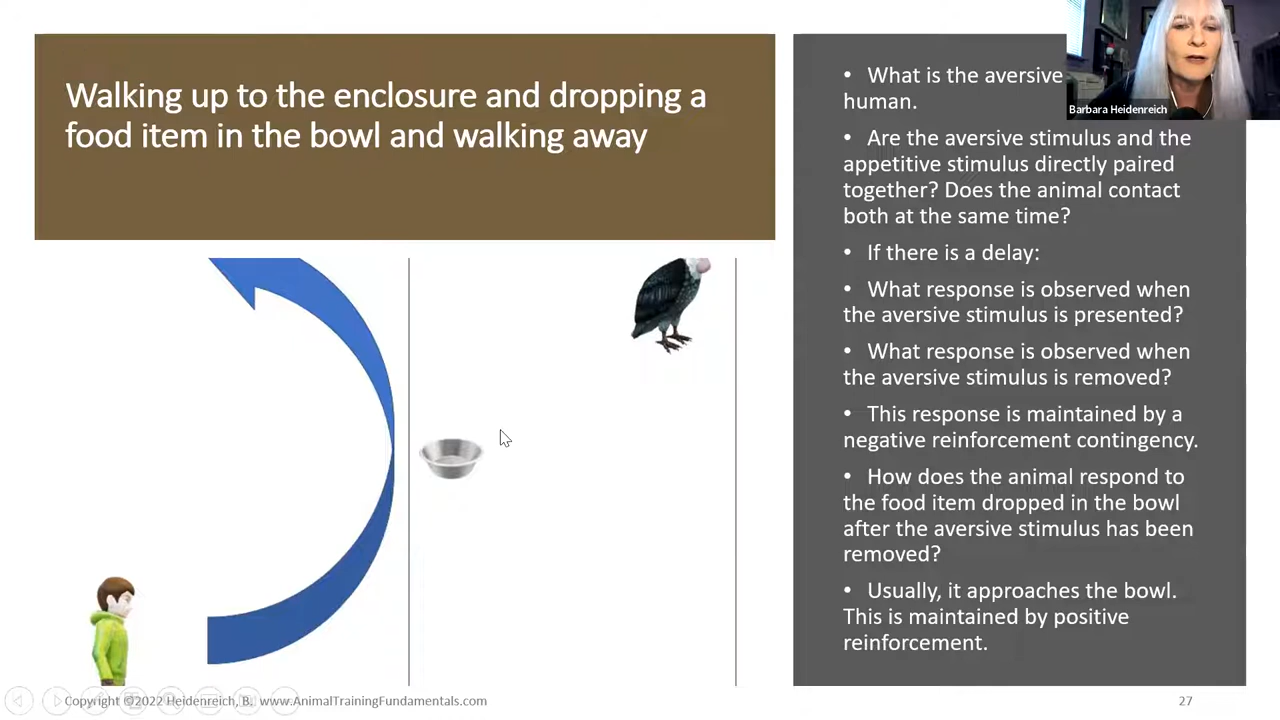 Walking up to the enclosure and dropping a
food item in the bowl and walking away
• What is the aversive
human.
• Are the aversive stimulus and the
appetitive stimulus directly paired
together? Does the animal contact
both at the same time?
• If there is a delay:
• What response is observed when
the aversive stimulus is presented?
• What response is observed when
the aversive stimulus is removed?
• This response is maintained by a
negative reinforcement contingency.
• How does the animal respond to
the food item dropped in the bowl
after the aversive stimulus has been
removed?
• Usually, it approaches the bowl.
This is maintained by positive
reinforcement.
Barbara Heidenreich
Copyright ©2022 Heidenreich, B. www.AnimalTrainingFundamentals.com
27